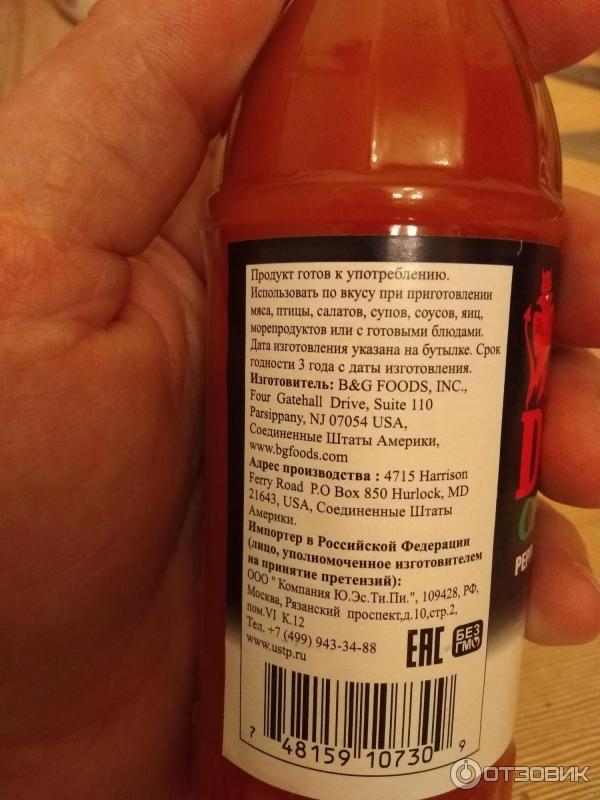 Продукт готов к употреблению.
Использовать по вкусу при приготовлении
мяса, птицы, салатов, супов, соусов, яиц,
морепродуктов или с готовыми блюдами.
Дата изготовления указана на бутылке. Срок
годности 3 года с даты изготовления.
Изготовитель: B&G FOODS, INC.,
Four Gatehall Drive, Suite 110
Parsippany, NJ 07054 USA,
Соединенные Штаты Америки,
www.bgfoods.com
Адрес производства : 4715 Harrison
Ferry Road P.O Box 850 Hurlock, MD
21643, USA, Соединенные Штаты
Америки.
Импортер в Российской Федерации
(лицо, уполномоченное изготовителем
на принятие претензий):
ООО " Компания Ю.Эс.Ти.Пи.", 109428, РФ,
Москва, Рязанский проспект,д.10,стр.2,
пом.VI К.12
Тел. +7 (499) 943-34-88
www.ustp.ru
EAC
БЕЗ
ГМО
7 48159 10730 9
ОТЗОВИК